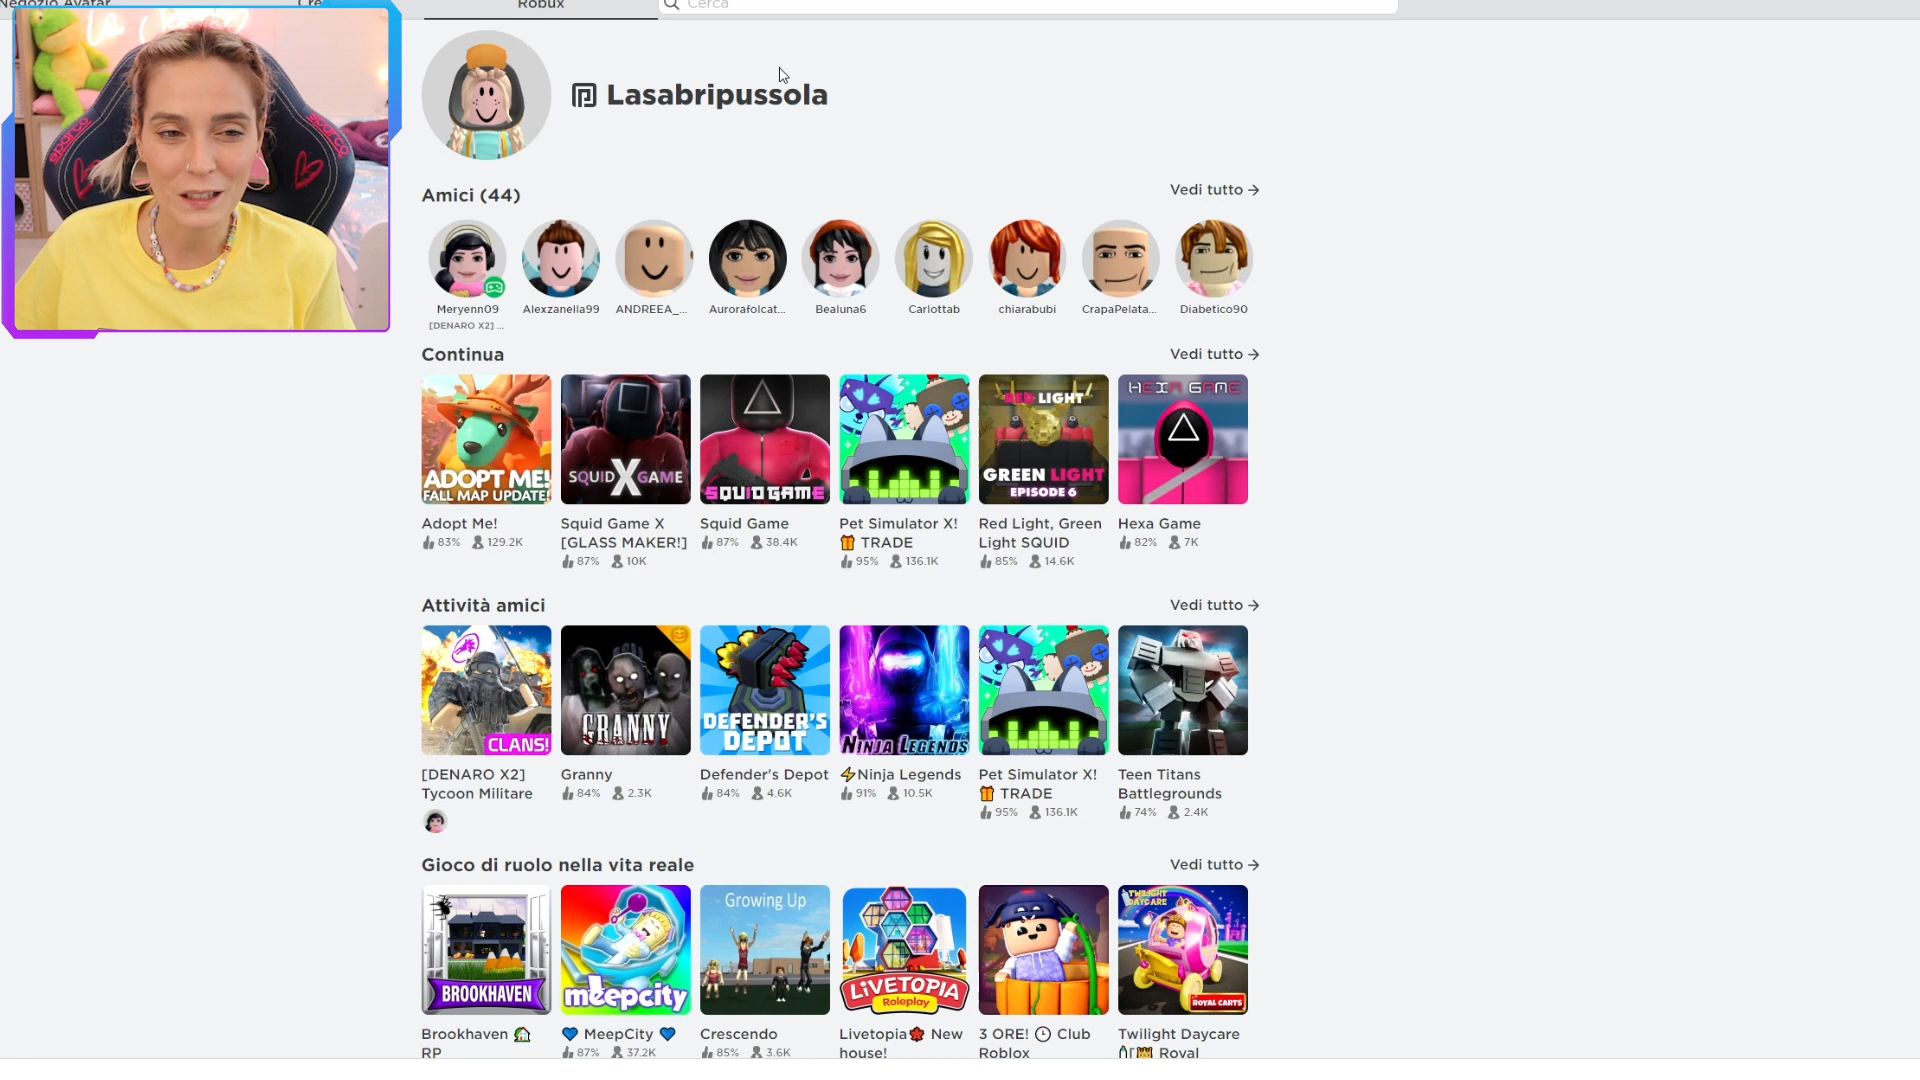 Negozio Avatar
Cre
Robux
Cerca
sparco
sparco
Lasabripussola
Amici (44)
Vedi tutto →
Meryenn09
[DENARO X2] ...
Alexzanella99
ANDREEA_...
Aurorafolcat...
Bealuna6
Carlottab
chiarabubi
CrapaPelata...
Diabetico90
Continua
Vedi tutto →
ADOPT ME!
FALL MAP UPDATE!
SQUID X GAME
SQUID GAME
RED LIGHT
GREEN LIGHT
EPISODE 6
HEXA GAME
Adopt Me!
83% 129.2K
Squid Game X
[GLASS MAKER!]
87% 10K
Squid Game
87% 38.4K
Pet Simulator X!
🎁 TRADE
95% 136.1K
Red Light, Green
Light SQUID
85% 14.6K
Hexa Game
82% 7K
Attività amici
Vedi tutto →
CLANS!
GRANNY
DEFENDER'S
DEPOT
NINJA LEGENDS
[DENARO X2]
Tycoon Militare
Granny
84% 2.3K
Defender's Depot
84% 4.6K
⚡Ninja Legends
91% 10.5K
Pet Simulator X!
🎁 TRADE
95% 136.1K
Teen Titans
Battlegrounds
74% 2.4K
Gioco di ruolo nella vita reale
Vedi tutto →
BROOKHAVEN
meepcity
Growing Up
LIVETOPIA
Roleplay
TWILIGHT
DAYCARE
ROYAL CARTS
Brookhaven 🏡
RP
💙 MeepCity 💙
87% 37.2K
Crescendo
85% 3.6K
Livetopia🍁 New
house!
3 ORE! 🕒 Club
Roblox
Twilight Daycare
🍼[👑 Royal